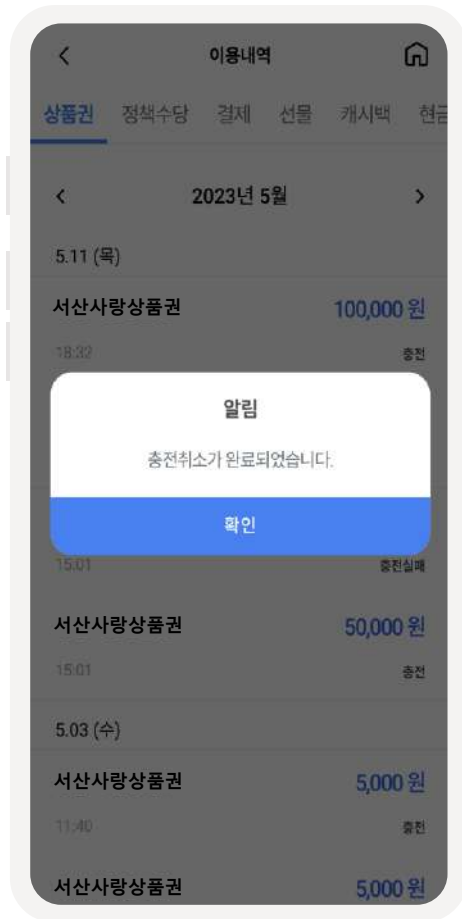 이용내역
상품권 정책수당 결제 선물 캐시백 현금
2023년 5월
5.11 (목)
서산사랑상품권 100,000 원
18:32 충전
알림
충전취소가 완료되었습니다.
확인
15:01 충전실패
서산사랑상품권 50,000 원
15:01 충전
5.03 (수)
서산사랑상품권 5,000 원
11:40 충전
서산사랑상품권 5,000 원